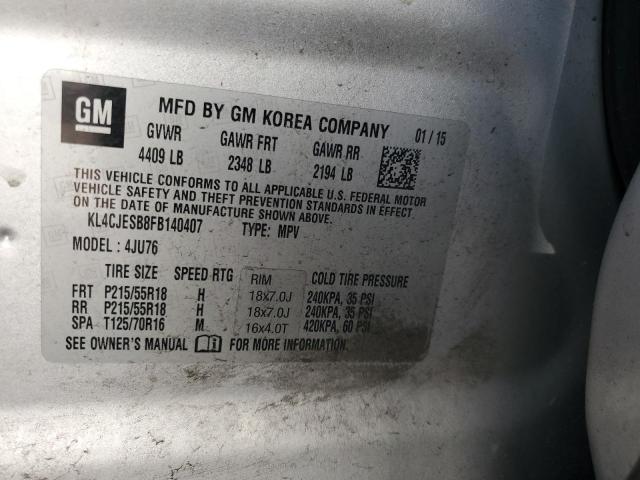 GM
MFD BY GM KOREA COMPANY 01 / 15
GVWR GAWR FRT GAWR RR
4409 LB 2348 LB 2194 LB
THIS VEHICLE CONFORMS TO ALL APPLICABLE U.S. FEDERAL MOTOR
VEHICLE SAFETY AND THEFT PREVENTION STANDARDS IN EFFECT
ON THE DATE OF MANUFACTURE SHOWN ABOVE.
KL4CJESB8FB140407 TYPE: MPV
MODEL : 4JU76
TIRE SIZE SPEED RTG RIM COLD TIRE PRESSURE
FRT P215/55R18 H 18x7.0J 240KPA, 35 PSI
RR P215/55R18 H 18x7.0J 240KPA, 35 PSI
SPA T125/70R16 M 16x4.0T 420KPA, 60 PSI
SEE OWNER'S MANUAL FOR MORE INFORMATION.